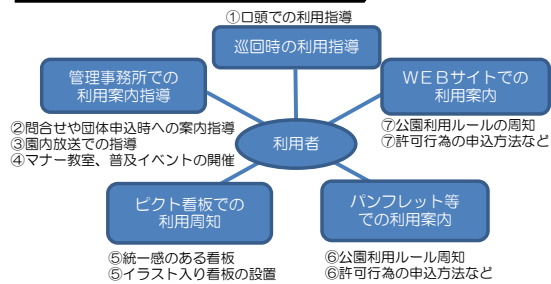 ①口頭での利用指導
巡回時の利用指導
管理事務所での
利用案内指導
②問合せや団体申込時への案内指導
③園内放送での指導
④マナー教室、普及イベントの開催
WEBサイトでの
利用案内
⑦公園利用ルールの周知
⑦許可行為の申込方法など
利用者
ピクト看板での
利用周知
⑤統一感のある看板
⑤イラスト入り看板の設置
パンフレット等
での利用案内
⑥公園利用ルール周知
⑥許可行為の申込方法など